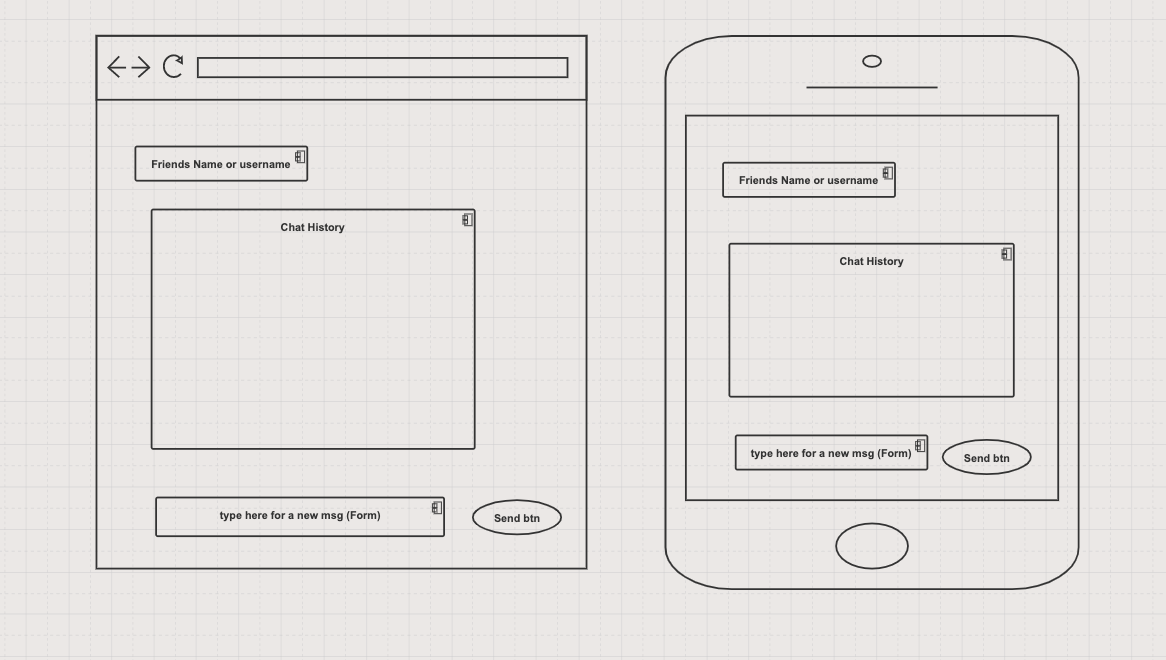 Friends Name or username
Chat History
type here for a new msg (Form)
Send btn
Friends Name or username
Chat History
type here for a new msg (Form)
Send btn